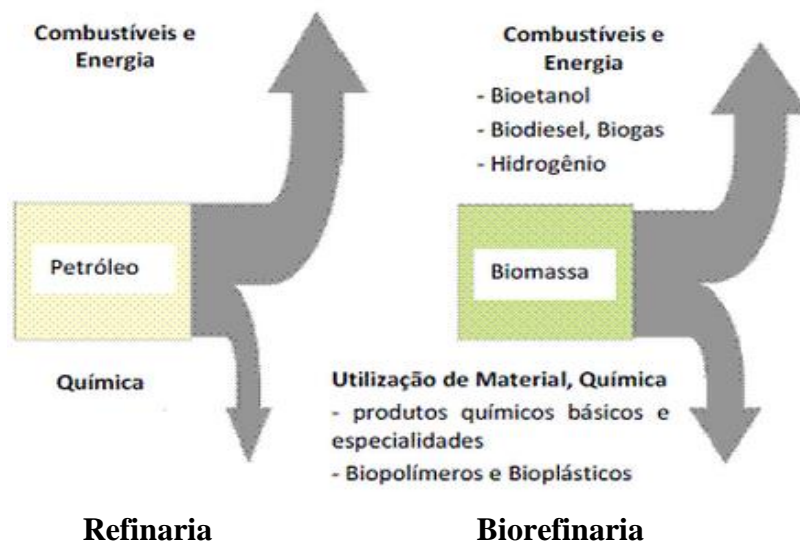 Combustíveis e
Energia
Petróleo
Química
Refinaria
Combustíveis e
Energia
- Bioetanol
- Biodiesel, Biogas
- Hidrogênio
Biomassa
Utilização de Material, Química
- produtos químicos básicos e
especialidades
- Biopolímeros e Bioplásticos
Biorefinaria